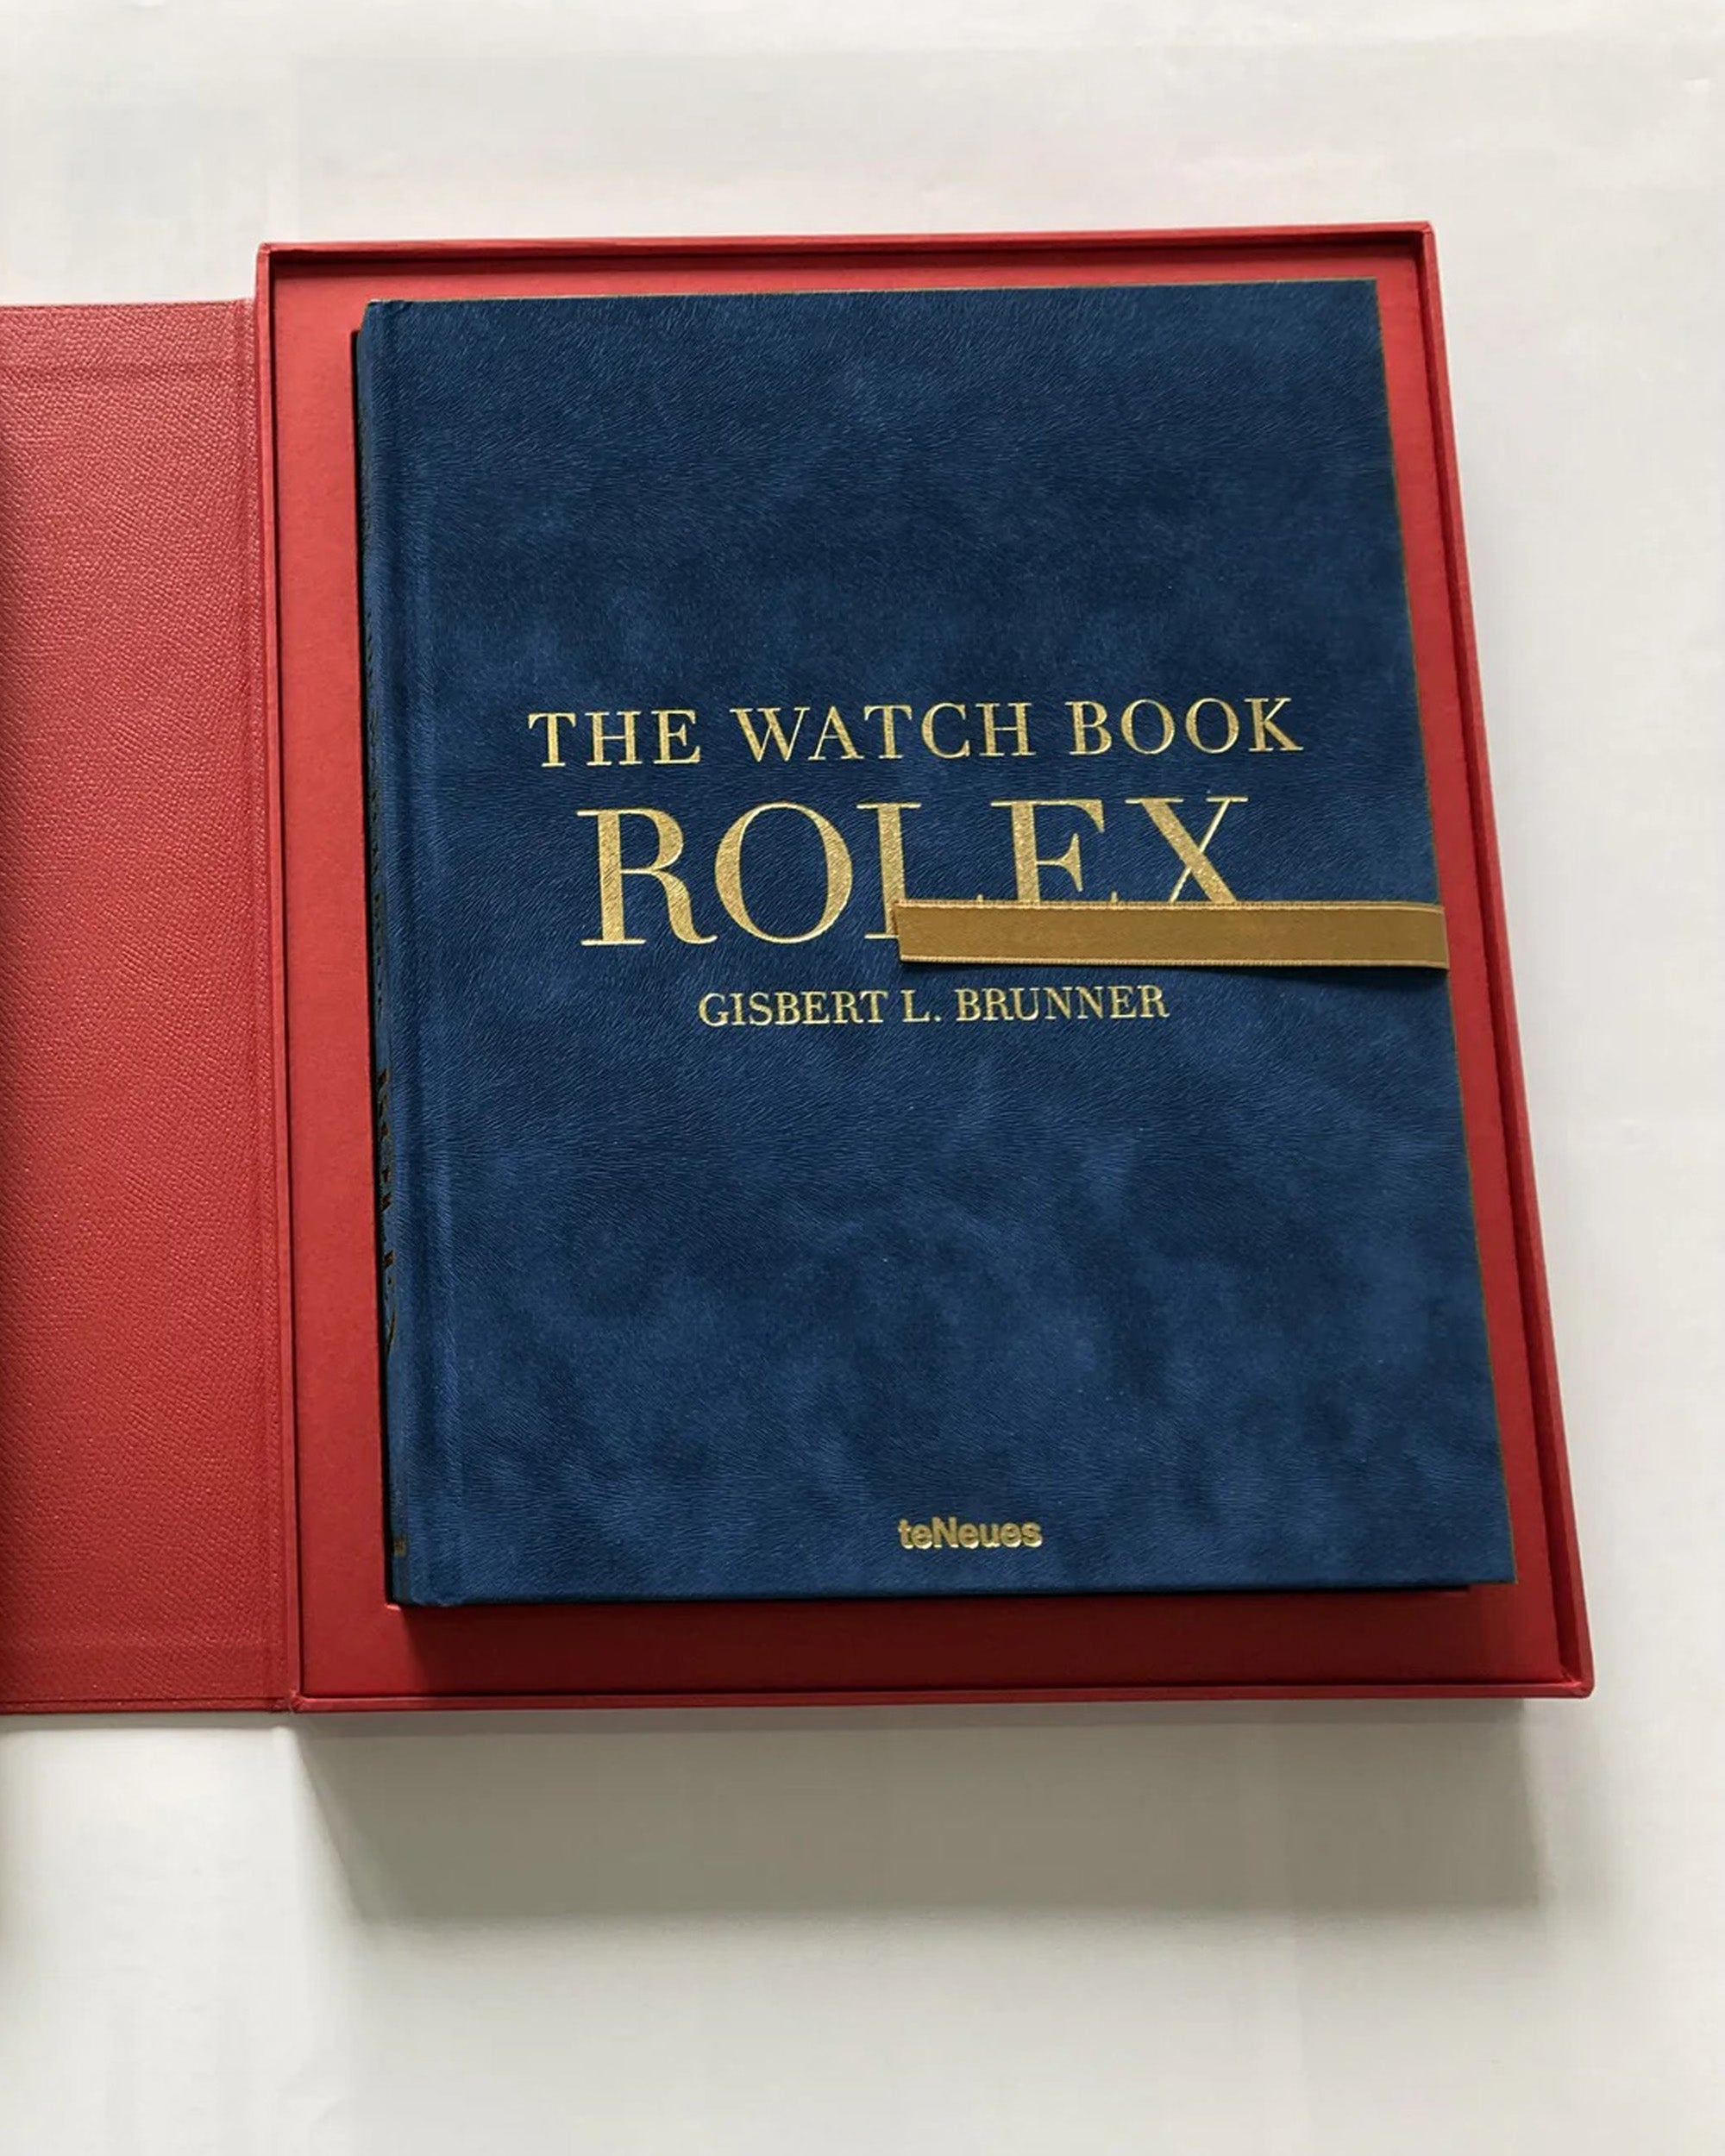 THE WATCH BOOK
ROLEX
GISBERT L. BRUNNER
teNeues